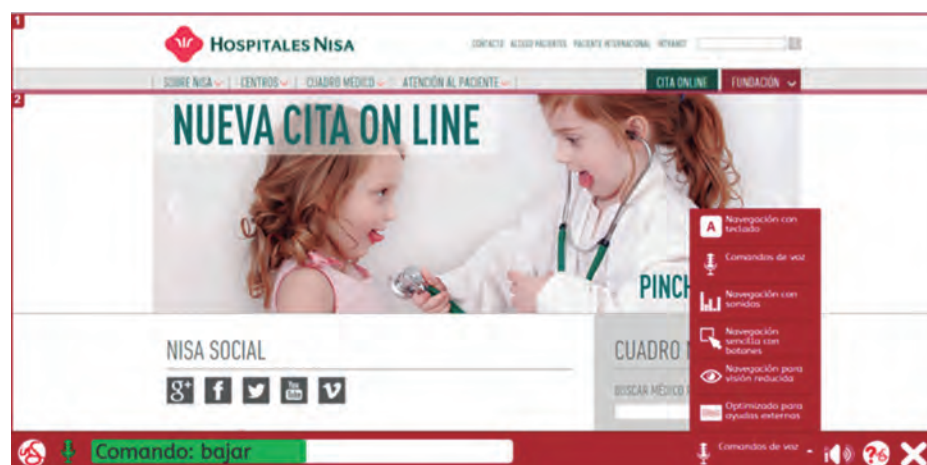 1
HOSPITALES NISA
CONTACTO ACCESO PACIENTES PACIENTE INTERNACIONAL INTRANET
SOBRE NISA CENTROS CUADRO MÉDICO ATENCIÓN AL PACIENTE CITA ONLINE FUNDACIÓN
2
NUEVA CITA ON LINE
A Navegación con
teclado
Comandos de voz
PINCH
Navegación con
sonidos
NISA SOCIAL
CUADRO
Navegación
sencilla con
botones
Navegación para
visión reducida
g+ f You Tube v
BUSCAR MÉDICO
Optimizado para
ayudas externas
Comando: bajar
Comandos de voz